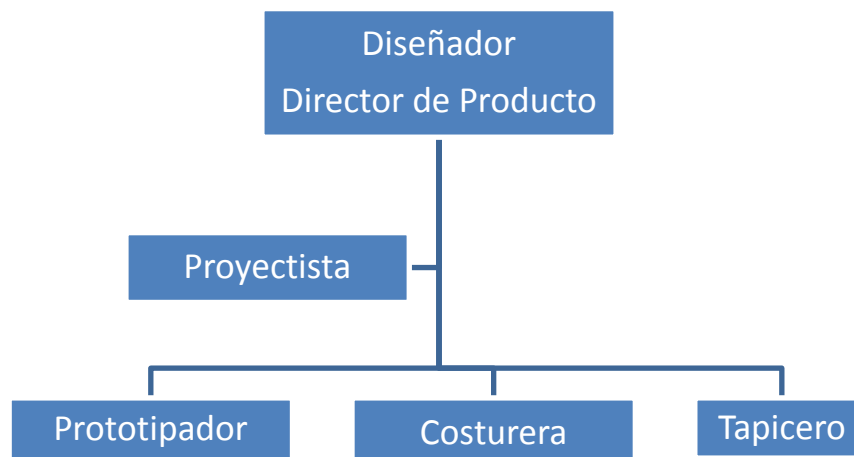 Diseñador
Director de Producto
Proyectista
Prototipador
Costurera
Tapicero